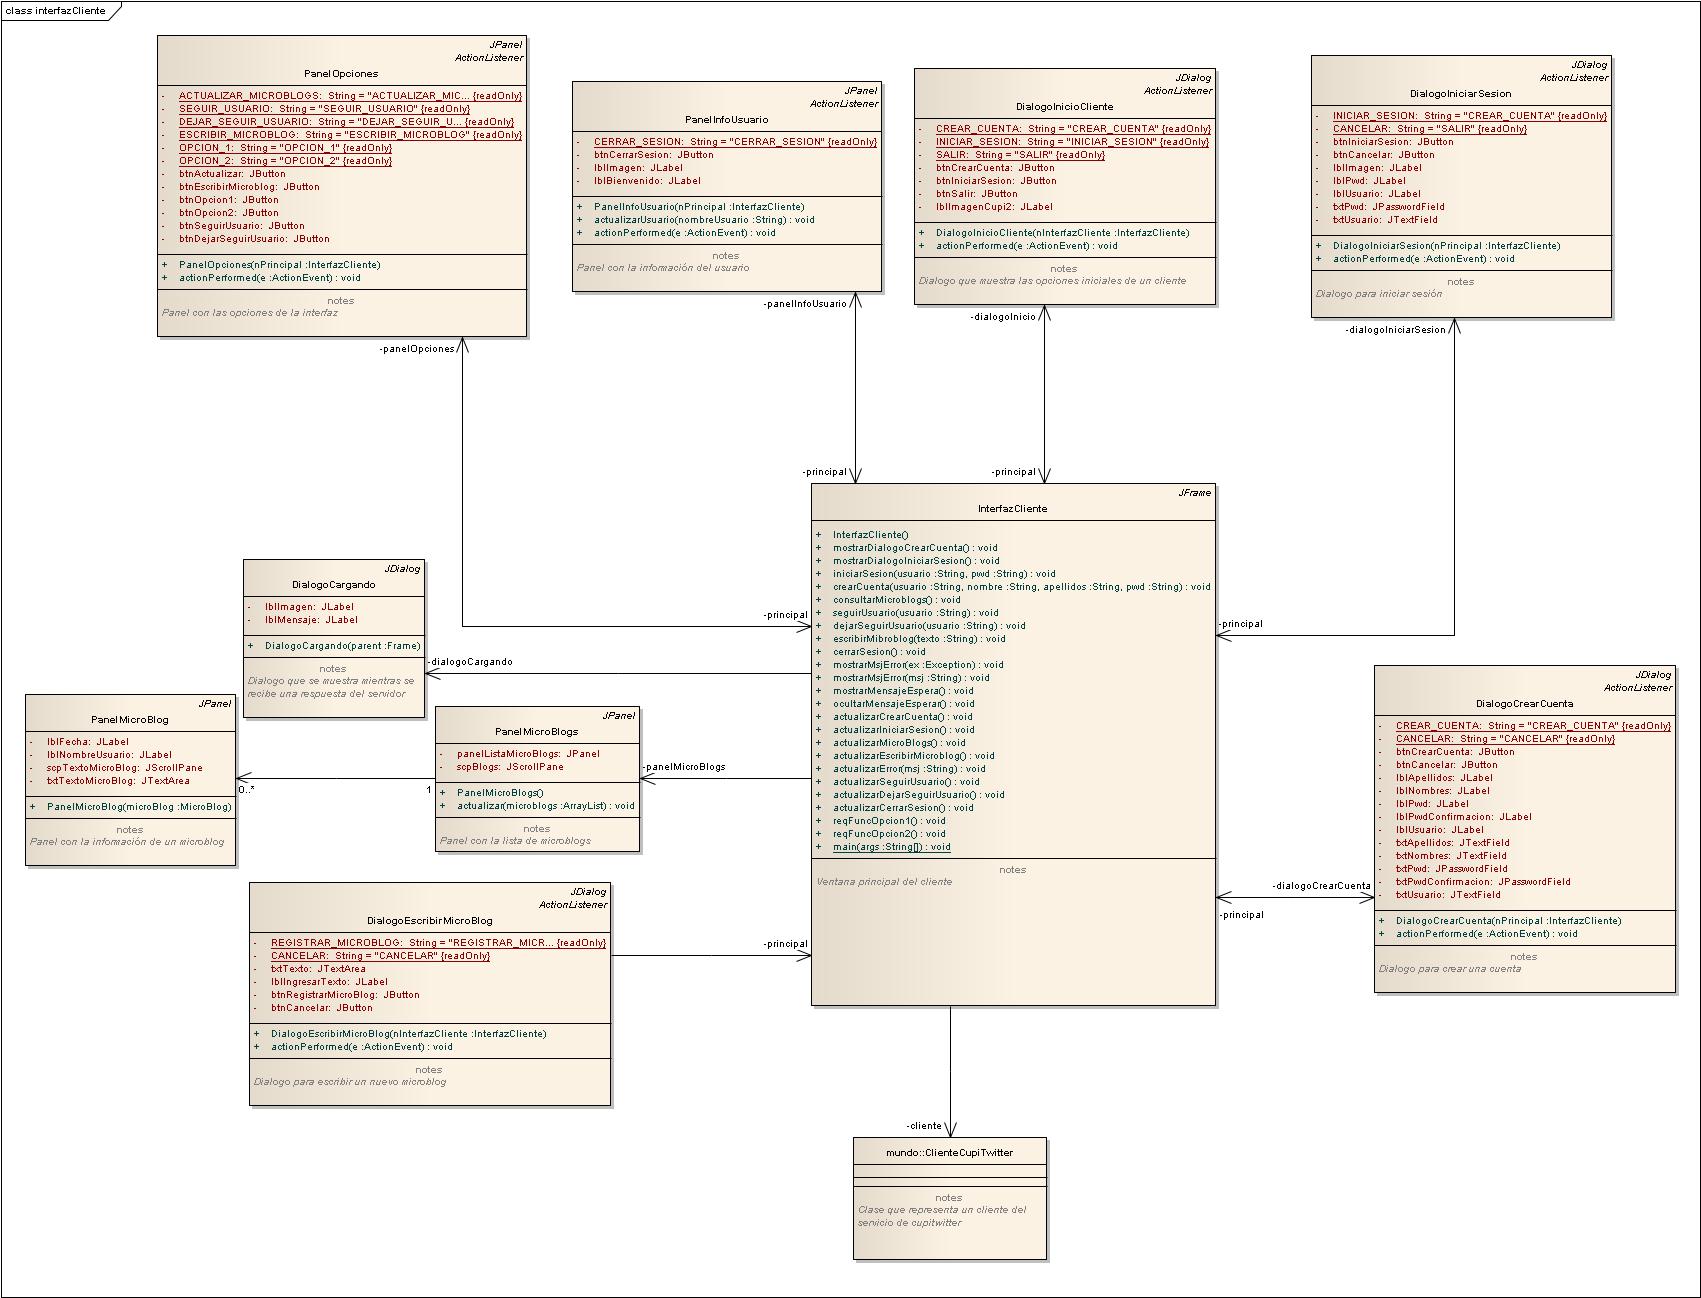 class interfazCliente
JPanel
ActionListener
PanelOpciones
- ACTUALIZAR_MICROBLOGS: String = "ACTUALIZAR_MIC... {readOnly}
- SEGUIR_USUARIO: String = "SEGUIR_USUARIO" {readOnly}
- DEJAR_SEGUIR_USUARIO: String = "DEJAR_SEGUIR_U... {readOnly}
- ESCRIBIR_MICROBLOG: String = "ESCRIBIR_MICROBLOG" {readOnly}
- OPCION_1: String = "OPCION_1" {readOnly}
- OPCION_2: String = "OPCION_2" {readOnly}
- btnActualizar: JButton
- btnEscribirMicroblog: JButton
- btnOpcion1: JButton
- btnOpcion2: JButton
- btnSeguirUsuario: JButton
- btnDejarSeguirUsuario: JButton
+ PanelOpciones(nPrincipal :InterfazCliente)
+ actionPerformed(e :ActionEvent) : void
notes
Panel con las opciones de la interfaz
-panelOpciones
JPanel
ActionListener
PanelInfoUsuario
- CERRAR_SESION: String = "CERRAR_SESION" {readOnly}
- btnCerrarSesion: JButton
- lblImagen: JLabel
- lblBienvenido: JLabel
+ PanelInfoUsuario(nPrincipal :InterfazCliente)
+ actualizarUsuario(nombreUsuario :String) : void
+ actionPerformed(e :ActionEvent) : void
notes
Panel con la información del usuario
-panelInfoUsuario
JDialog
ActionListener
DialogoInicioCliente
- CREAR_CUENTA: String = "CREAR_CUENTA" {readOnly}
- INICIAR_SESION: String = "INICIAR_SESION" {readOnly}
- SALIR: String = "SALIR" {readOnly}
- btnCrearCuenta: JButton
- btnIniciarSesion: JButton
- btnSalir: JButton
- lblImagenCupi2: JLabel
+ DialogoInicioCliente(nInterfazCliente :InterfazCliente)
+ actionPerformed(e :ActionEvent) : void
notes
Dialogo que muestra las opciones iniciales de un cliente
-dialogoInicio
JDialog
ActionListener
DialogoIniciarSesion
- INICIAR_SESION: String = "CREAR_CUENTA" {readOnly}
- CANCELAR: String = "SALIR" {readOnly}
- btnIniciarSesion: JButton
- btnCancelar: JButton
- lblImagen: JLabel
- lblPwd: JLabel
- lblUsuario: JLabel
- txtPwd: JPasswordField
- txtUsuario: JTextField
+ DialogoIniciarSesion(nPrincipal :InterfazCliente)
+ actionPerformed(e :ActionEvent) : void
notes
Dialogo para iniciar sesión
-dialogoIniciarSesion
-principal
-principal
-principal
-principal
JFrame
InterfazCliente
+ InterfazCliente()
+ mostrarDialogoCrearCuenta() : void
+ mostrarDialogoIniciarSesion() : void
+ iniciarSesion(usuario :String, pwd :String) : void
+ crearCuenta(usuario :String, nombre :String, apellidos :String, pwd :String) : void
+ consultarMicroblogs() : void
+ seguirUsuario(usuario :String) : void
+ dejarSeguirUsuario(usuario :String) : void
+ escribirMibroblog(texto :String) : void
+ cerrarSesion() : void
+ mostrarMsjError(ex :Exception) : void
+ mostrarMsjError(msj :String) : void
+ mostrarMensajeEspera() : void
+ ocultarMensajeEsperar() : void
+ actualizarCrearCuenta() : void
+ actualizarIniciarSesion() : void
+ actualizarMicroBlogs() : void
+ actualizarEscribirMicroblog() : void
+ actualizarError(msj :String) : void
+ actualizarSeguirUsuario() : void
+ actualizarDejarSeguirUsuario() : void
+ actualizarCerrarSesion() : void
+ reqFuncOpcion1() : void
+ reqFuncOpcion2() : void
+ main(args :String[]) : void
notes
Ventana principal del cliente
JDialog
DialogoCargando
- lblImagen: JLabel
- lblMensaje: JLabel
+ DialogoCargando(parent :Frame)
notes
Dialogo que se muestra mientras se
recibe una respuesta del servidor
-dialogoCargando
JPanel
PanelMicroBlog
- lblFecha: JLabel
- lblNombreUsuario: JLabel
- scpTextoMicroBlog: JScrollPane
- txtTextoMicroBlog: JTextArea
+ PanelMicroBlog(microBlog :MicroBlog)
notes
Panel con la información de un microblog
0..*
1
JPanel
PanelMicroBlogs
- panelListaMicroBlogs: JPanel
- scpBlogs: JScrollPane
+ PanelMicroBlogs()
+ actualizar(microblogs :ArrayList) : void
notes
Panel con la lista de microblogs
-panelMicroBlogs
JDialog
ActionListener
DialogoCrearCuenta
- CREAR_CUENTA: String = "CREAR_CUENTA" {readOnly}
- CANCELAR: String = "CANCELAR" {readOnly}
- btnCrearCuenta: JButton
- btnCancelar: JButton
- lblApellidos: JLabel
- lblNombres: JLabel
- lblPwd: JLabel
- lblPwdConfirmacion: JLabel
- lblUsuario: JLabel
- txtApellidos: JTextField
- txtNombres: JTextField
- txtPwd: JPasswordField
- txtPwdConfirmacion: JPasswordField
- txtUsuario: JTextField
+ DialogoCrearCuenta(nPrincipal :InterfazCliente)
+ actionPerformed(e :ActionEvent) : void
notes
Dialogo para crear una cuenta
-dialogoCrearCuenta
-principal
JDialog
ActionListener
DialogoEscribirMicroBlog
- REGISTRAR_MICROBLOG: String = "REGISTRAR_MICR... {readOnly}
- CANCELAR: String = "CANCELAR" {readOnly}
- txtTexto: JTextArea
- lblIngresarTexto: JLabel
- btnRegistrarMicroBlog: JButton
- btnCancelar: JButton
+ DialogoEscribirMicroBlog(nInterfazCliente :InterfazCliente)
+ actionPerformed(e :ActionEvent) : void
notes
Dialogo para escribir un nuevo microblog
-principal
-cliente
mundo::ClienteCupiTwitter
notes
Clase que representa un cliente del
servicio de cupitwitter